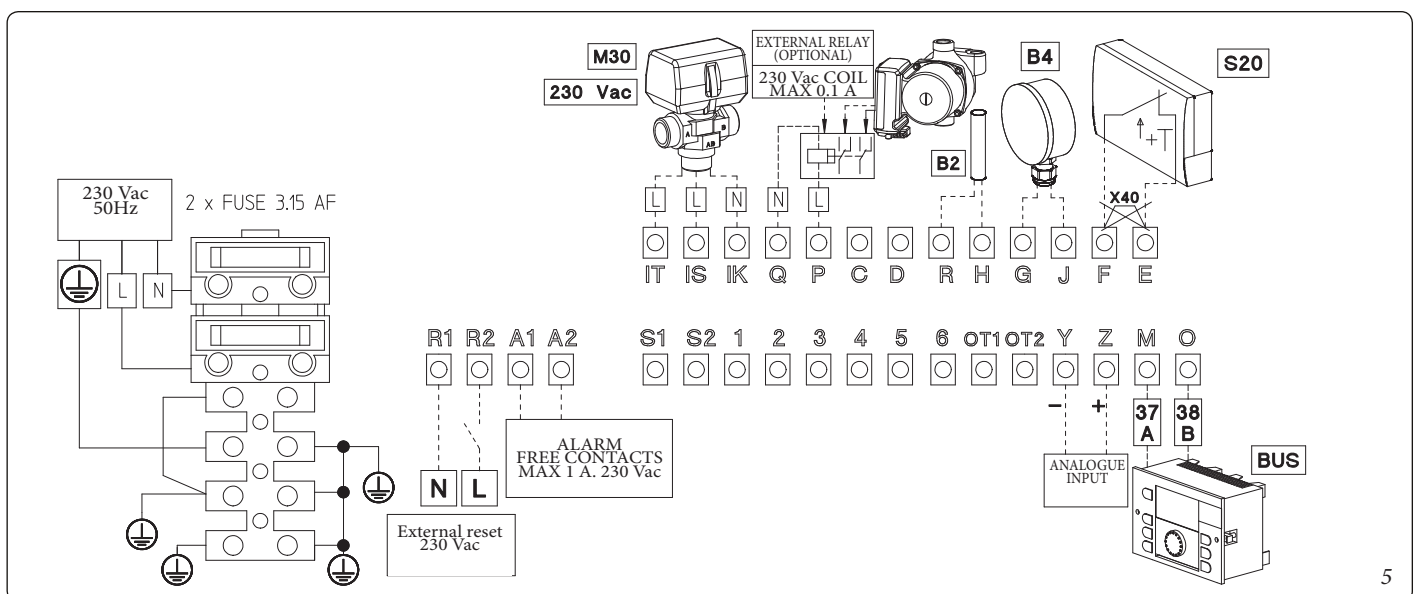 M30
230 Vac
EXTERNAL RELAY
(OPTIONAL)
230 Vac COIL
MAX 0.1 A
B4
S20
A
B
AB
B2
+T
X40
230 Vac
50Hz
2 x FUSE 3.15 AF
L
N
L
L
N
N
L
IT
IS
IK
Q
P
C
D
R
H
G
J
F
E
R1
R2
A1
A2
S1
S2
1
2
3
4
5
6
OT1
OT2
Y
Z
M
O
-
+
37
A
38
B
BUS
N
L
ALARM
FREE CONTACTS
MAX 1 A. 230 Vac
External reset
230 Vac
ANALOGUE
INPUT
5